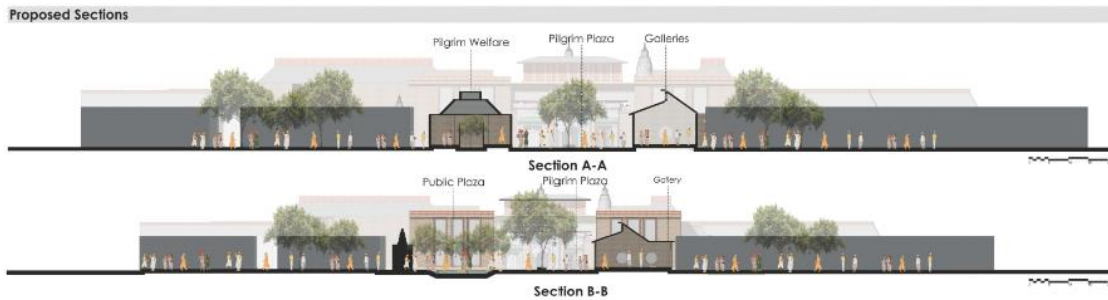 Proposed Sections
Pilgrim Welfare
Pilgrim Plaza
Galleries
Section A-A
Public Plaza
Pilgrim Plaza
Gallery
Section B-B